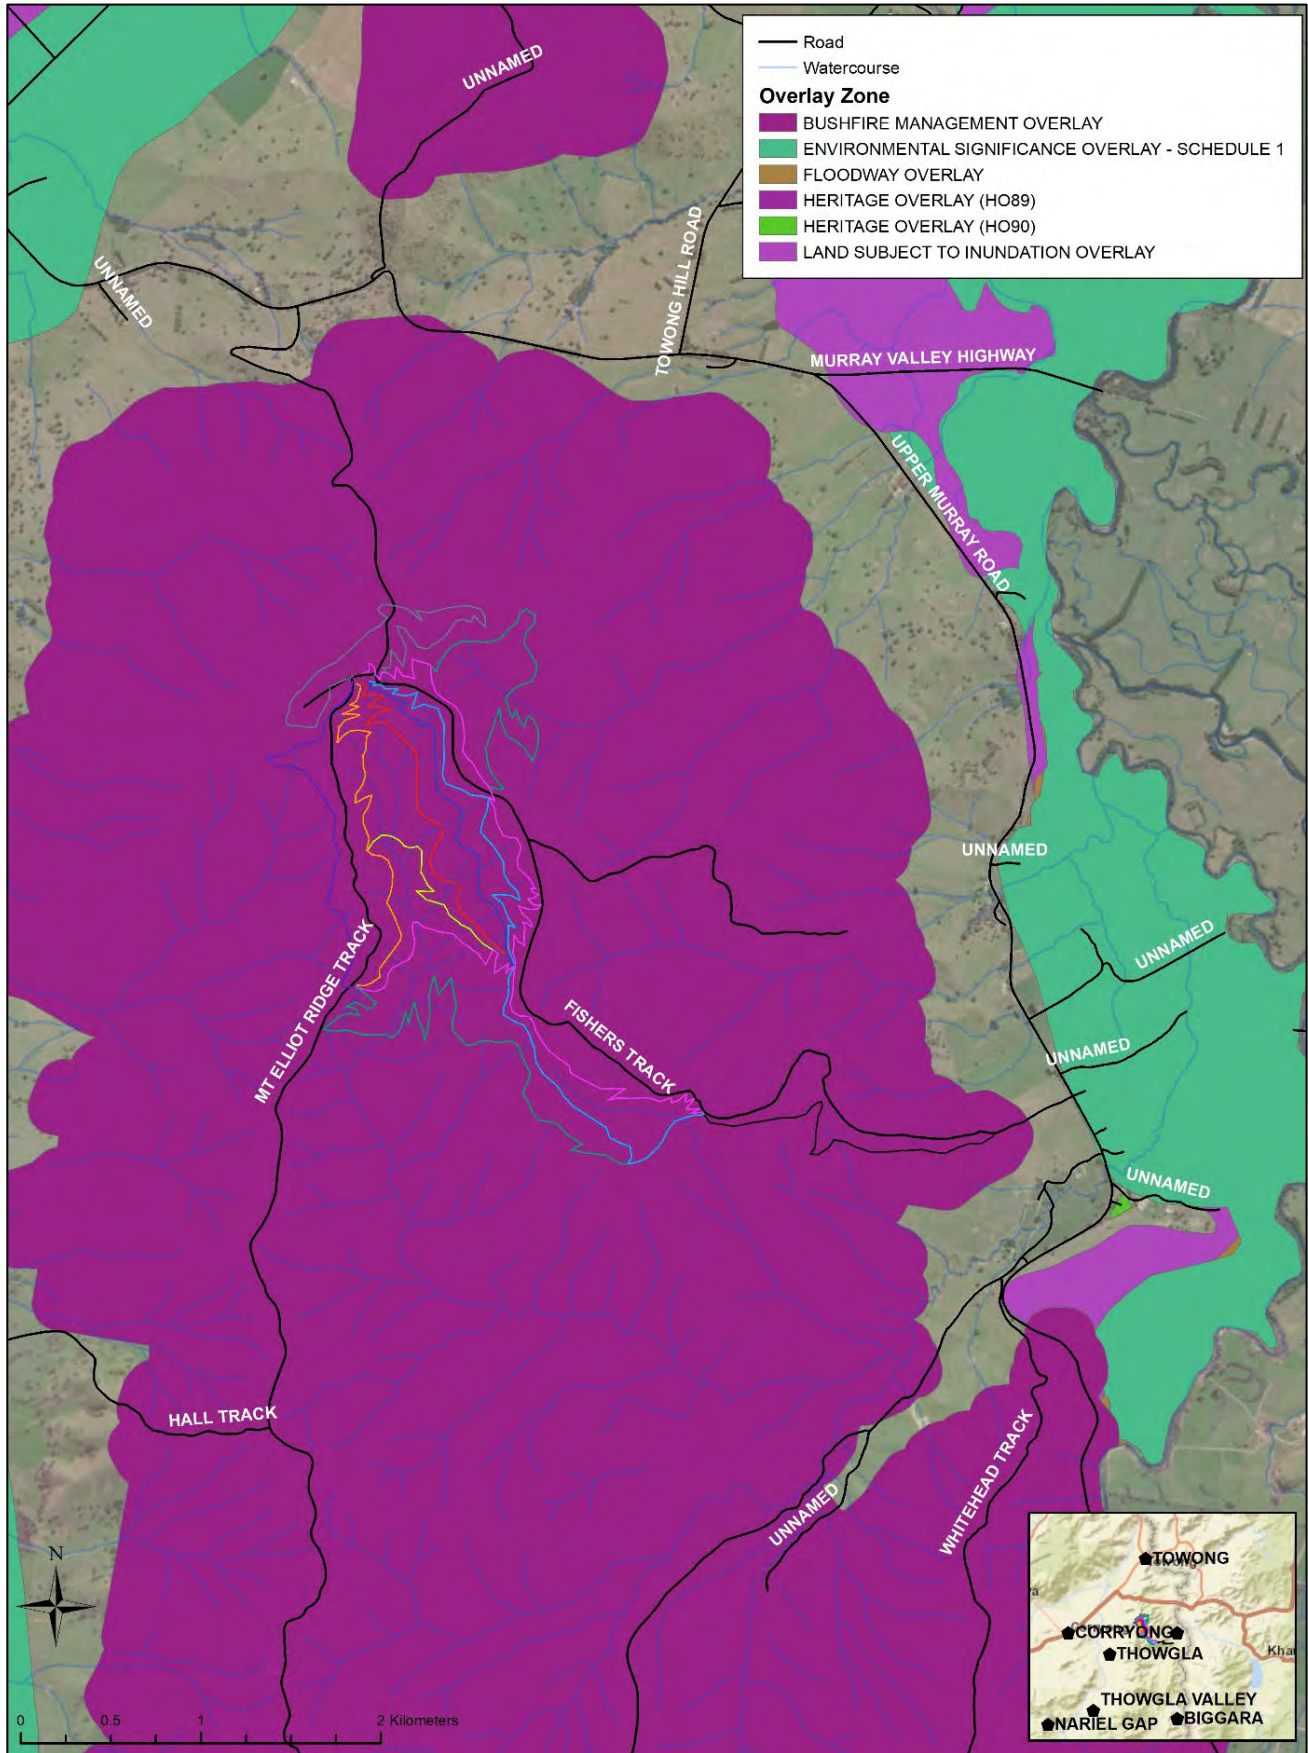 Road
Watercourse
Overlay Zone
BUSHFIRE MANAGEMENT OVERLAY
ENVIRONMENTAL SIGNIFICANCE OVERLAY - SCHEDULE 1
FLOODWAY OVERLAY
HERITAGE OVERLAY (HO89)
HERITAGE OVERLAY (HO90)
LAND SUBJECT TO INUNDATION OVERLAY
UNNAMED
UNNAMED
TOWONG HILL ROAD
MURRAY VALLEY HIGHWAY
UPPER MURRAY ROAD
UNNAMED
UNNAMED
MT ELLIOT RIDGE TRACK
FISHERS TRACK
UNNAMED
UNNAMED
HALL TRACK
WHITEHEAD TRACK
UNNAMED
N
0 0.5 1 2 Kilometers
TOWONG
CORRYONG
THOWGLA
Kha
THOWGLA VALLEY
NARIEL GAP
BIGGARA